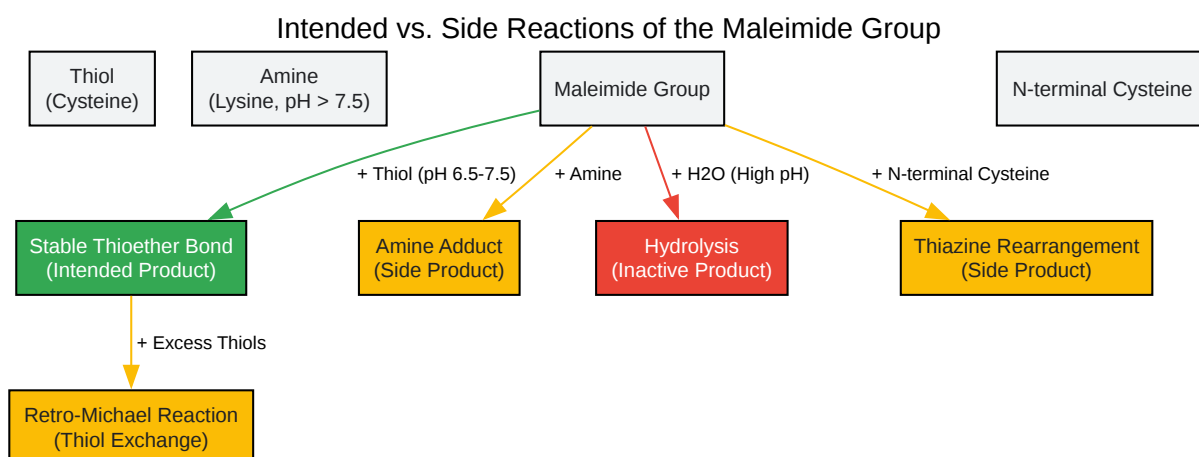 Intended vs. Side Reactions of the Maleimide Group
Thiol
(Cysteine)
Amine
(Lysine, pH > 7.5)
Maleimide Group
N-terminal Cysteine
+ Thiol (pH 6.5-7.5)
+ Amine
+ H2O (High pH)
+ N-terminal Cysteine
Stable Thioether Bond
(Intended Product)
Amine Adduct
(Side Product)
Hydrolysis
(Inactive Product)
Thiazine Rearrangement
(Side Product)
+ Excess Thiols
Retro-Michael Reaction
(Thiol Exchange)